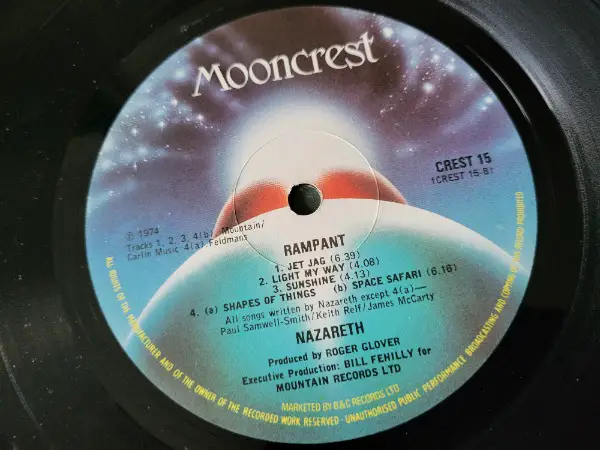 Mooncrest
CREST 15
(CREST 15-B)
℗ 1974
Tracks 1, 2, 3, 4(b), Mountain/
Carlin Music 4(a) Feldmans
RAMPANT
1. JET JAG (6.39)
2. LIGHT MY WAY (4.08)
3. SUNSHINE (4.13)
4. (a) SHAPES OF THINGS (b) SPACE SAFARI (6.16)
All songs written by Nazareth except 4(a)—
Paul Samwell-Smith/Keith Relf/James McCarty
NAZARETH
Produced by ROGER GLOVER
Executive Production: BILL FEHILLY for
MOUNTAIN RECORDS LTD
MARKETED BY B&C RECORDS LTD
ALL RIGHTS OF THE MANUFACTURER AND OF THE OWNER OF THE RECORDED WORK RESERVED - UNAUTHORISED PUBLIC PERFORMANCE BROADCASTING AND COPYING OF THIS RECORD PROHIBITED